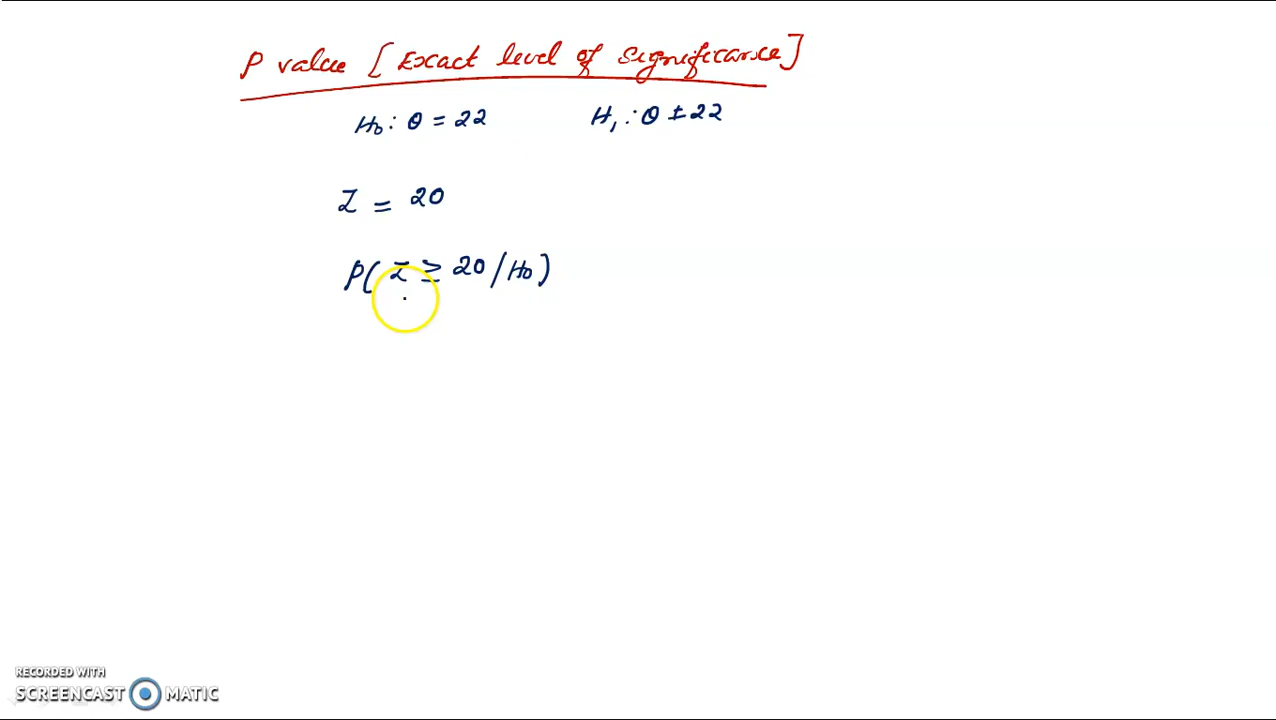 P value [Exact level of significance]
H₀ : θ = 22 H₁ : θ ≠ 22
Z = 20
P( Z ≥ 20 / H₀ )
RECORDED WITH
SCREENCAST MATIC